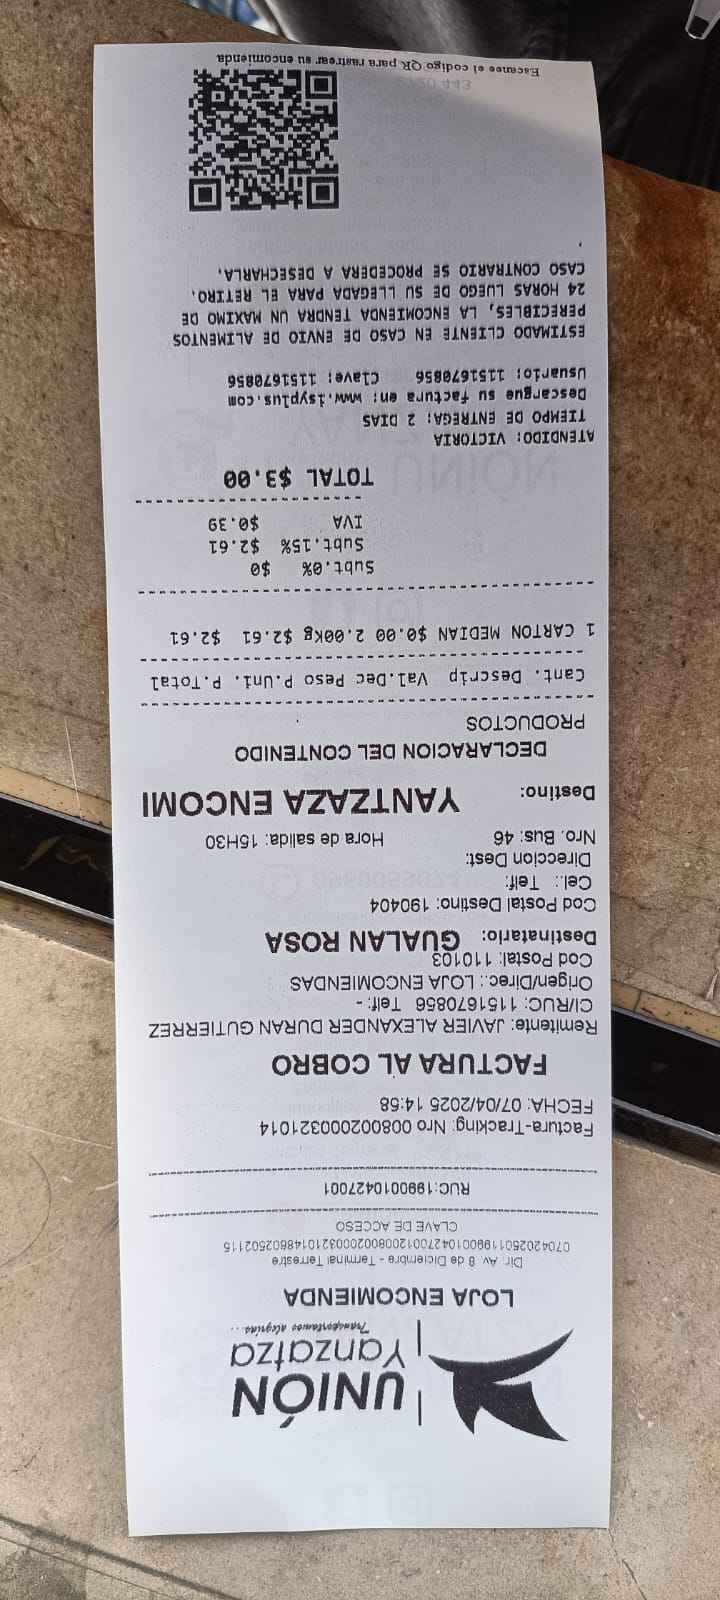 UNIÓN
Yanzatza
Transportamos alegrías...
LOJA ENCOMIENDA
Dir. Av. 8 de Diciembre - Terminal Terrestre
CLAVE DE ACCESO
RUC:1990010427001
Factura-Tracking: Nro 008002000321014
FECHA: 07/04/2025 14:58
FACTURA AL COBRO
Remitente: JAVIER ALEXANDER DURAN GUTIERREZ
CI/RUC: 1151670856 Telf: -
Origen/Direc.: LOJA ENCOMIENDAS
Cod Postal: 110103
Destinatario: GUALAN ROSA
Cod Postal Destino: 190404
Cel.: Telf:
Direccion Dest:
Nro. Bus: 46 Hora de salida: 15H30
Destino: YANTZAZA ENCOMI
DECLARACION DEL CONTENIDO
PRODUCTOS
Cant. Descrip Val.Dec Peso P.Uni. P.Total
1 CARTON MEDIAN $0.00 2.00Kg $2.61 $2.61
Subt.0% $0
Subt.15% $2.61
IVA $0.39
TOTAL $3.00
ATENDIDO: VICTORIA
TIEMPO DE ENTREGA: 2 DIAS
Descargue su factura en: www.isyplus.com
Usuario: 1151670856 Clave: 1151670856
ESTIMADO CLIENTE EN CASO DE ENVIO DE ALIMENTOS
PERECIBLES, LA ENCOMIENDA TENDRA UN MAXIMO DE
24 HORAS LUEGO DE SU LLEGADA PARA EL RETIRO.
CASO CONTRARIO SE PROCEDERA A DESECHARLA.
Escanee el codigo QR para rastrear su encomienda